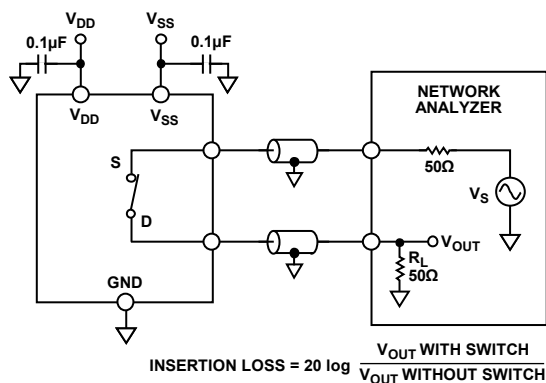 VDD
VSS
0.1µF
0.1µF
VDD
VSS
NETWORK
ANALYZER
S
50Ω
VS
D
VOUT
RL
50Ω
GND
INSERTION LOSS = 20 log VOUT WITH SWITCH
VOUT WITHOUT SWITCH